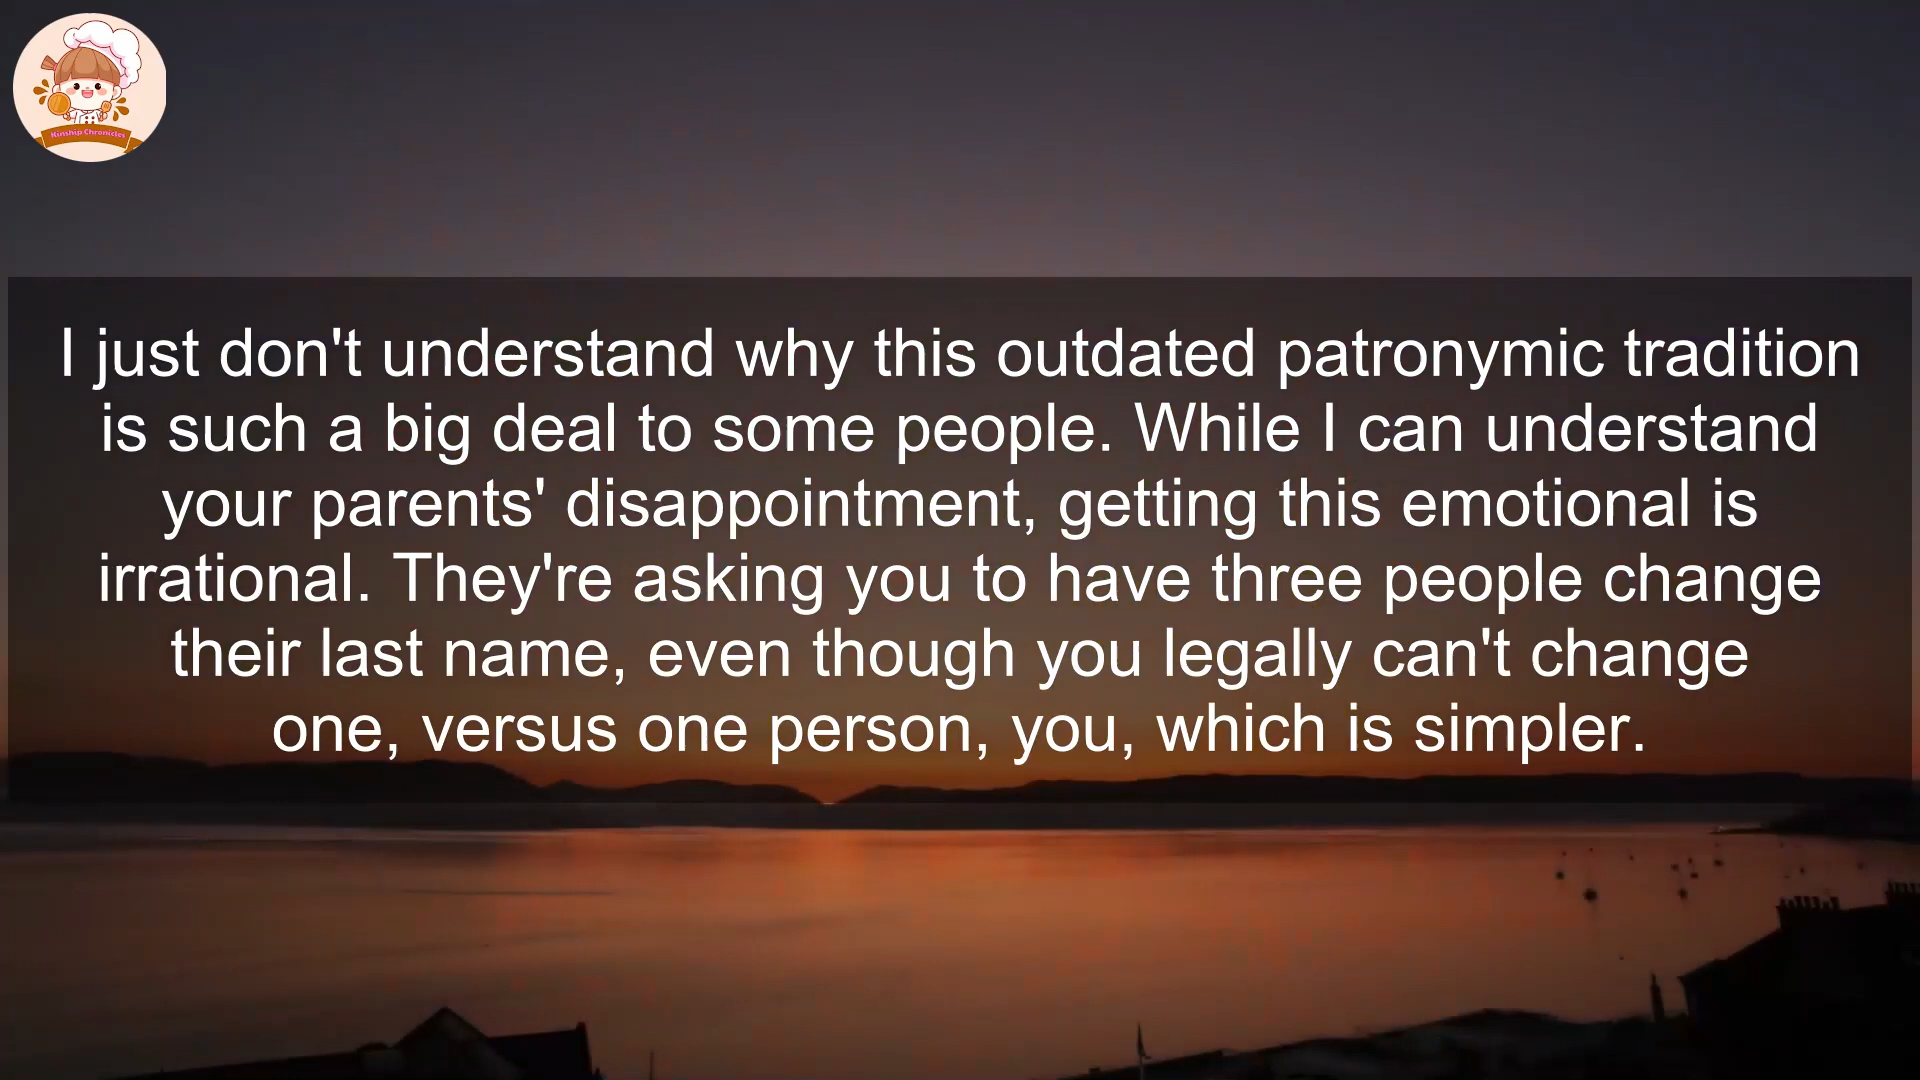 Kinship Chronicles
I just don't understand why this outdated patronymic tradition
is such a big deal to some people. While I can understand
your parents' disappointment, getting this emotional is
irrational. They're asking you to have three people change
their last name, even though you legally can't change
one, versus one person, you, which is simpler.